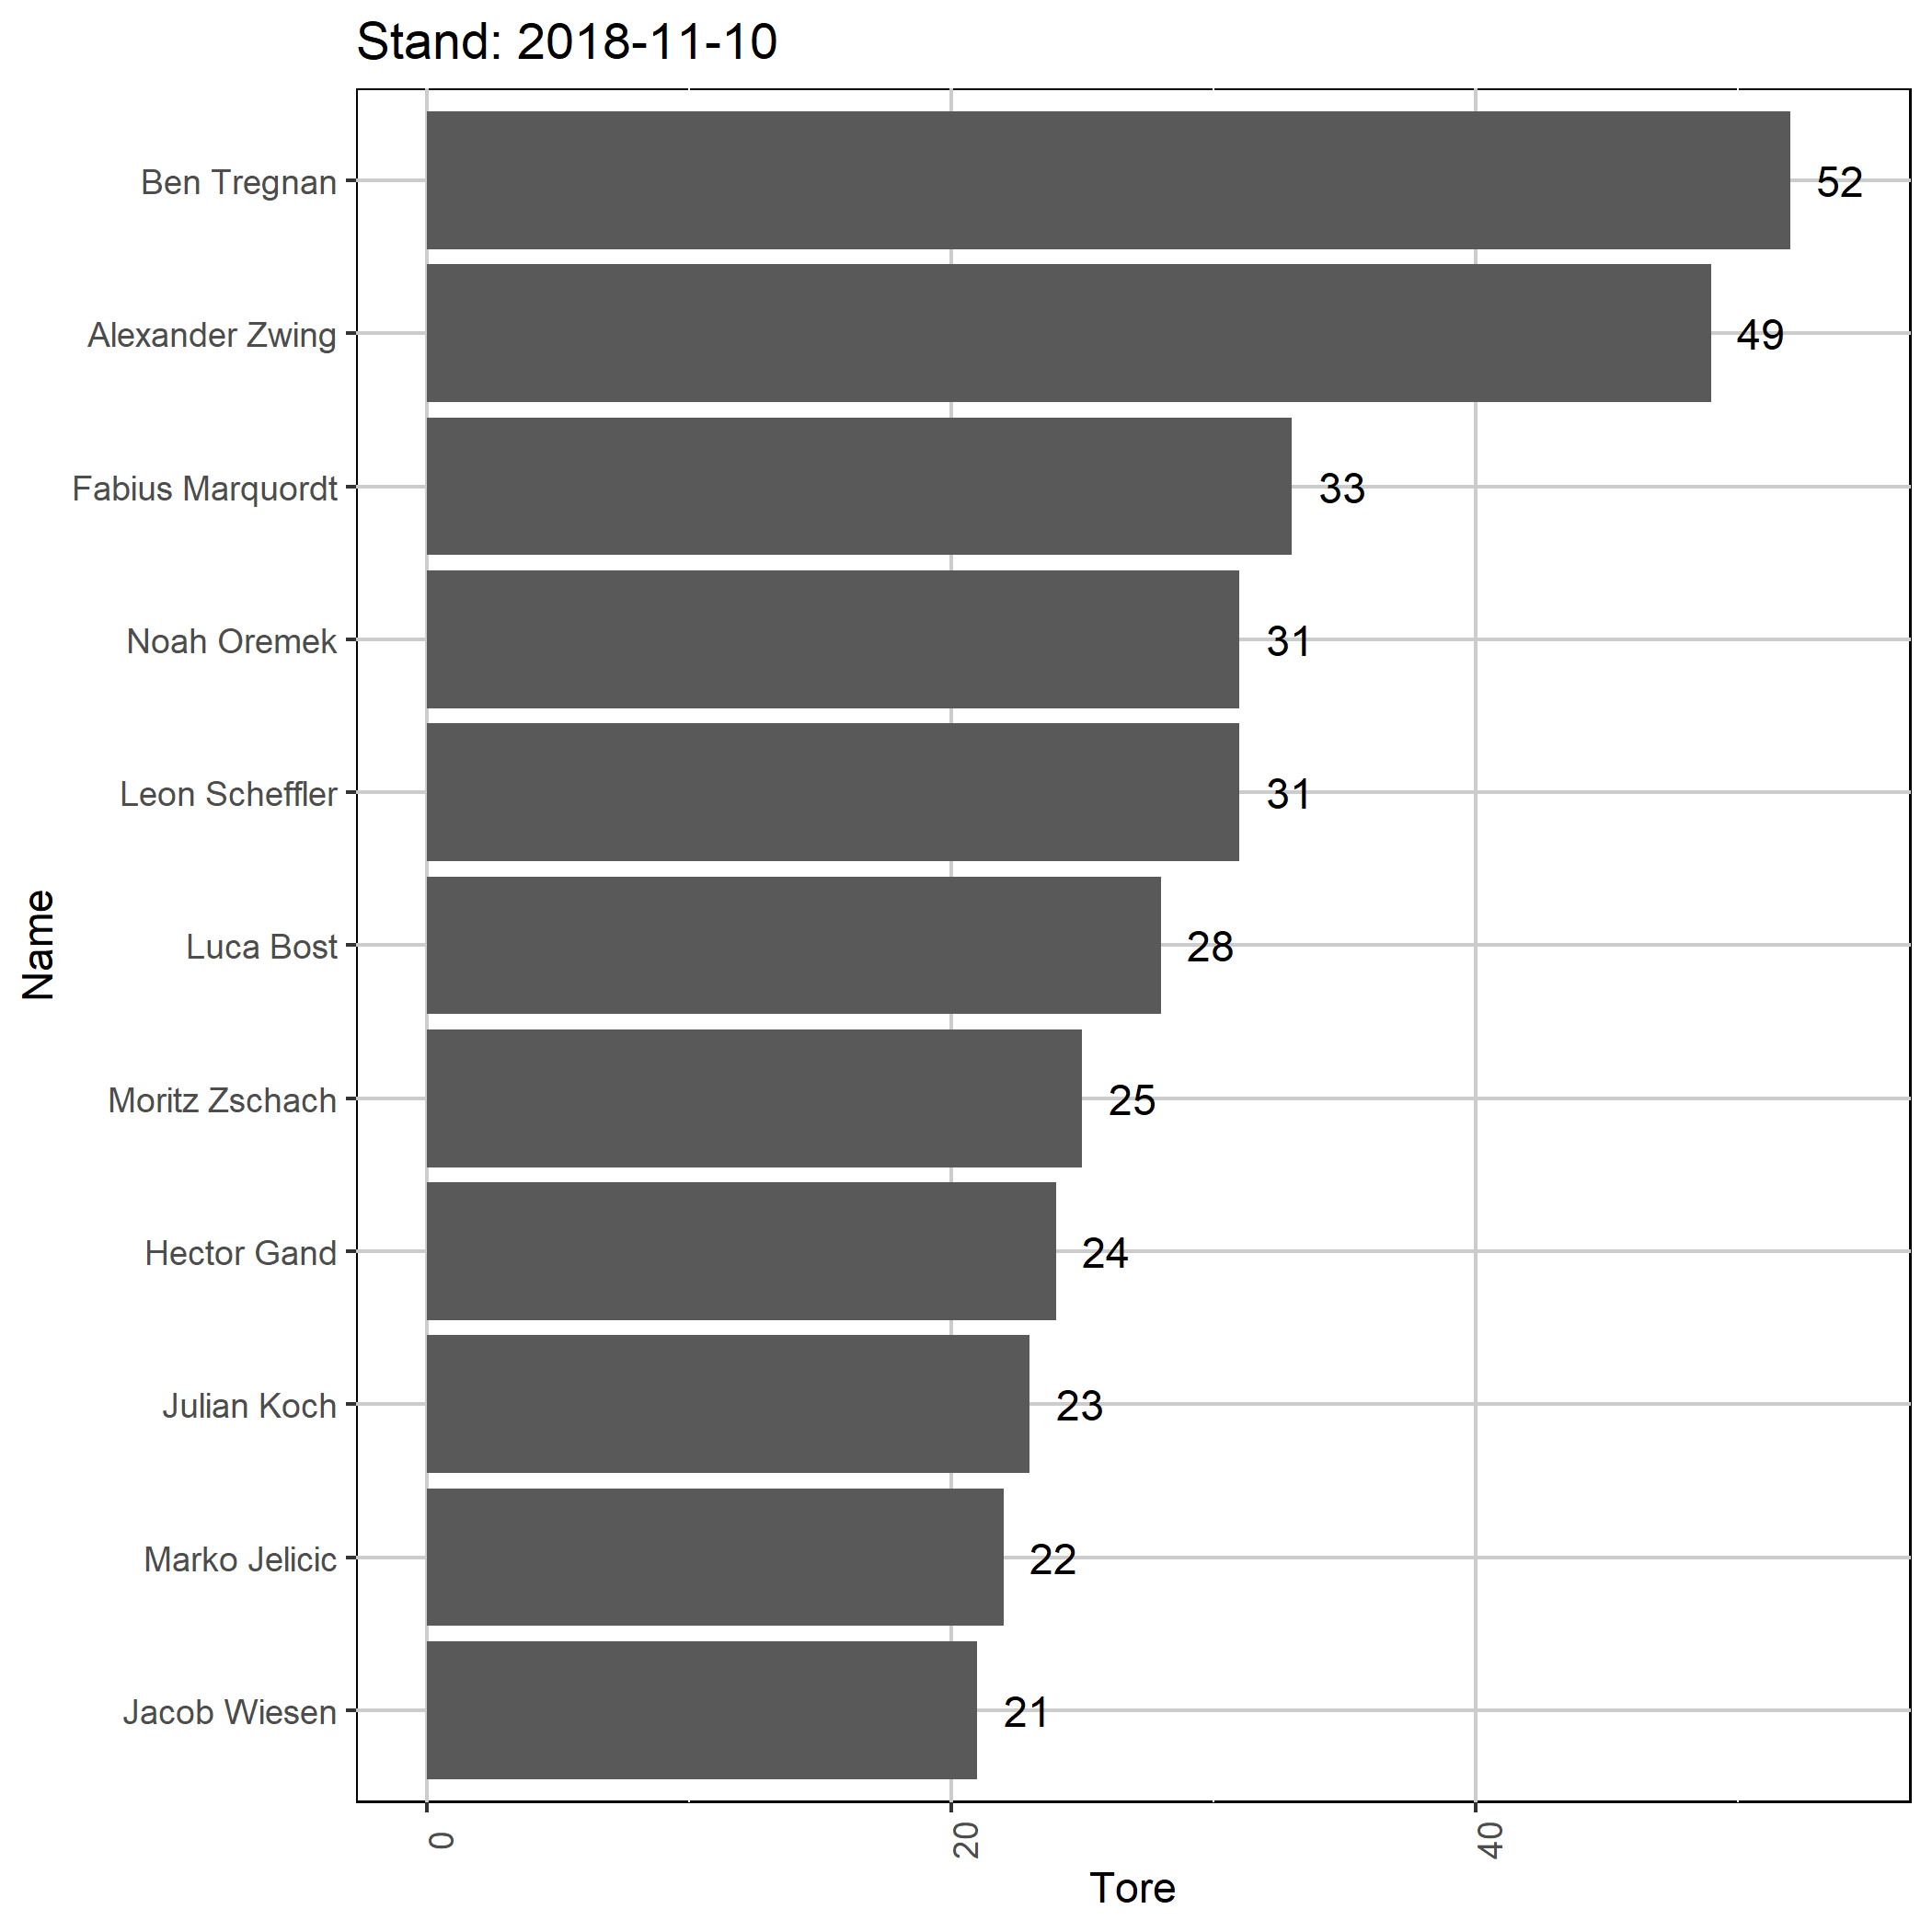 Stand: 2018-11-10
Name
Ben Tregnan 52
Alexander Zwing 49
Fabius Marquordt 33
Noah Oremek 31
Leon Scheffler 31
Luca Bost 28
Moritz Zschach 25
Hector Gand 24
Julian Koch 23
Marko Jelicic 22
Jacob Wiesen 21
0 20 40
Tore